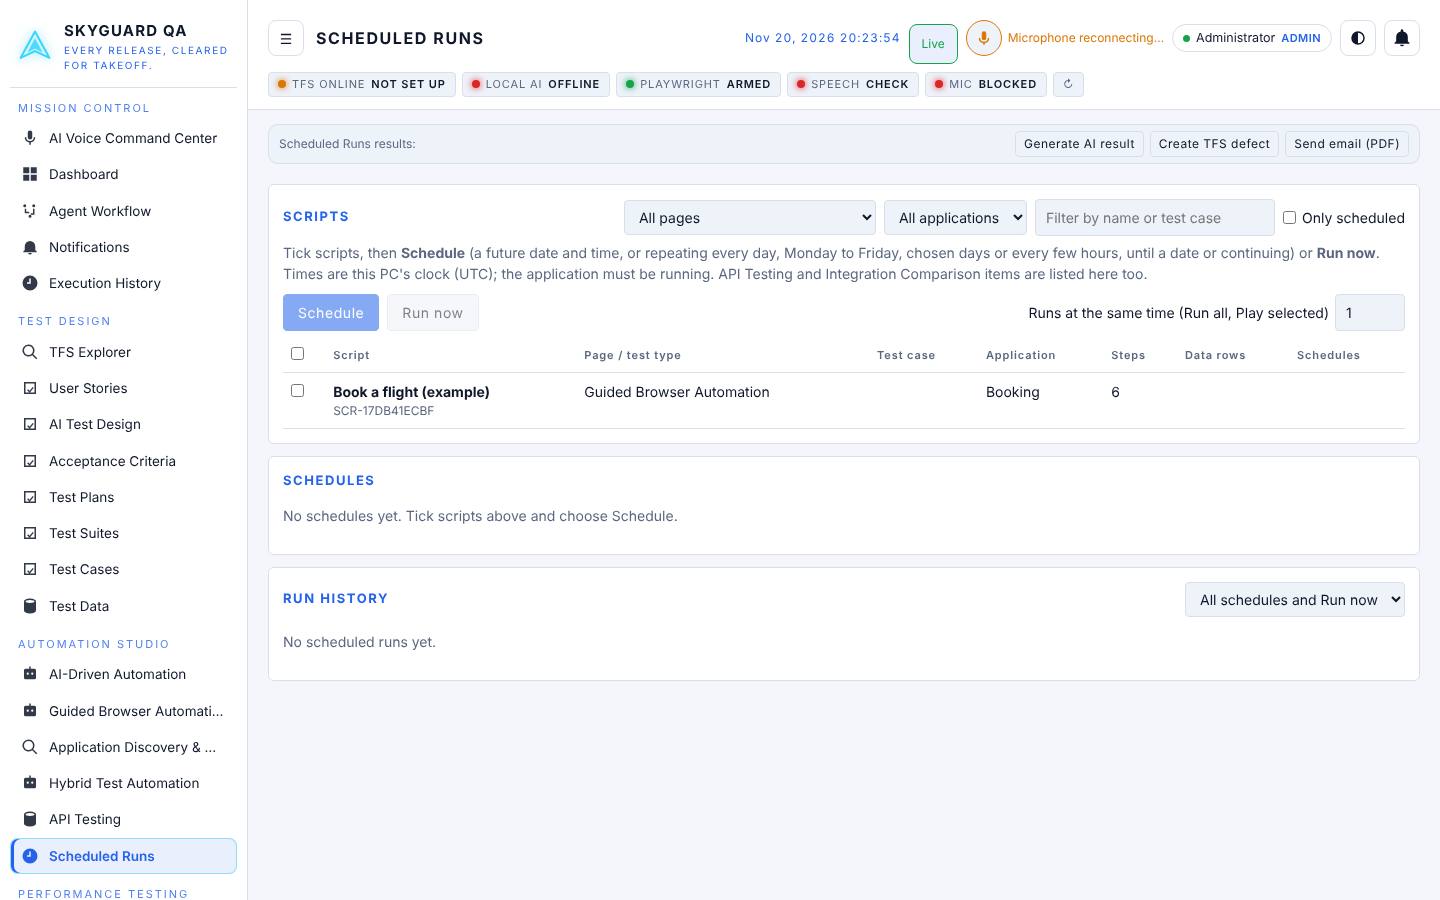 SKYGUARD QA
EVERY RELEASE, CLEARED
FOR TAKEOFF.
MISSION CONTROL
AI Voice Command Center
Dashboard
Agent Workflow
Notifications
Execution History
TEST DESIGN
TFS Explorer
User Stories
AI Test Design
Acceptance Criteria
Test Plans
Test Suites
Test Cases
Test Data
AUTOMATION STUDIO
AI-Driven Automation
Guided Browser Automati...
Application Discovery & ...
Hybrid Test Automation
API Testing
Scheduled Runs
PERFORMANCE TESTING
SCHEDULED RUNS
Nov 20, 2026 20:23:54 Live Microphone reconnecting... Administrator ADMIN
TFS ONLINE NOT SET UP LOCAL AI OFFLINE PLAYWRIGHT ARMED SPEECH CHECK MIC BLOCKED
Scheduled Runs results: Generate AI result Create TFS defect Send email (PDF)
SCRIPTS All pages All applications Filter by name or test case Only scheduled
Tick scripts, then Schedule (a future date and time, or repeating every day, Monday to Friday, chosen days or every few hours, until a date or continuing) or Run now.
Times are this PC's clock (UTC); the application must be running. API Testing and Integration Comparison items are listed here too.
Schedule Run now Runs at the same time (Run all, Play selected) 1
Script Page / test type Test case Application Steps Data rows Schedules
Book a flight (example) Guided Browser Automation Booking 6
SCR-17DB41ECBF
SCHEDULES
No schedules yet. Tick scripts above and choose Schedule.
RUN HISTORY All schedules and Run now
No scheduled runs yet.